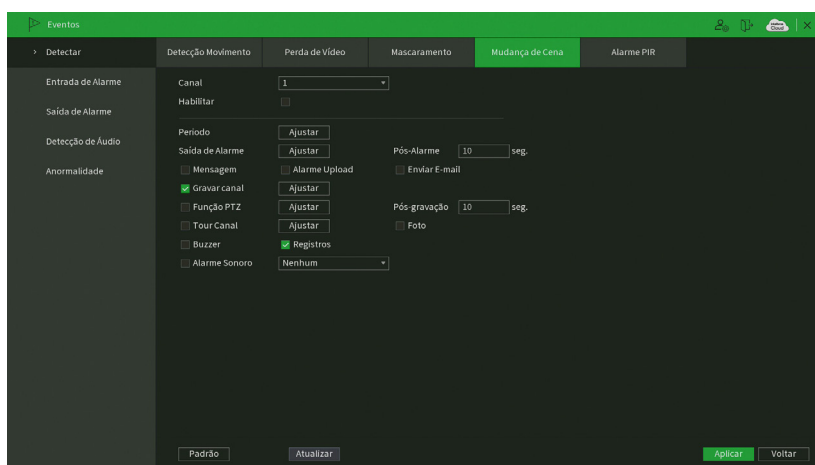 Eventos
Detectar Detecção Movimento Perda de Vídeo Mascaramento Mudança de Cena Alarme PIR
Entrada de Alarme
Saída de Alarme
Detecção de Áudio
Anormalidade
Canal 1
Habilitar
Período Ajustar
Saída de Alarme Ajustar Pós-Alarme 10 seg.
Mensagem Alarme Upload Enviar E-mail
Gravar canal Ajustar
Função PTZ Ajustar Pós-gravação 10 seg.
Tour Canal Ajustar Foto
Buzzer Registros
Alarme Sonoro Nenhum
Padrão Atualizar Aplicar Voltar